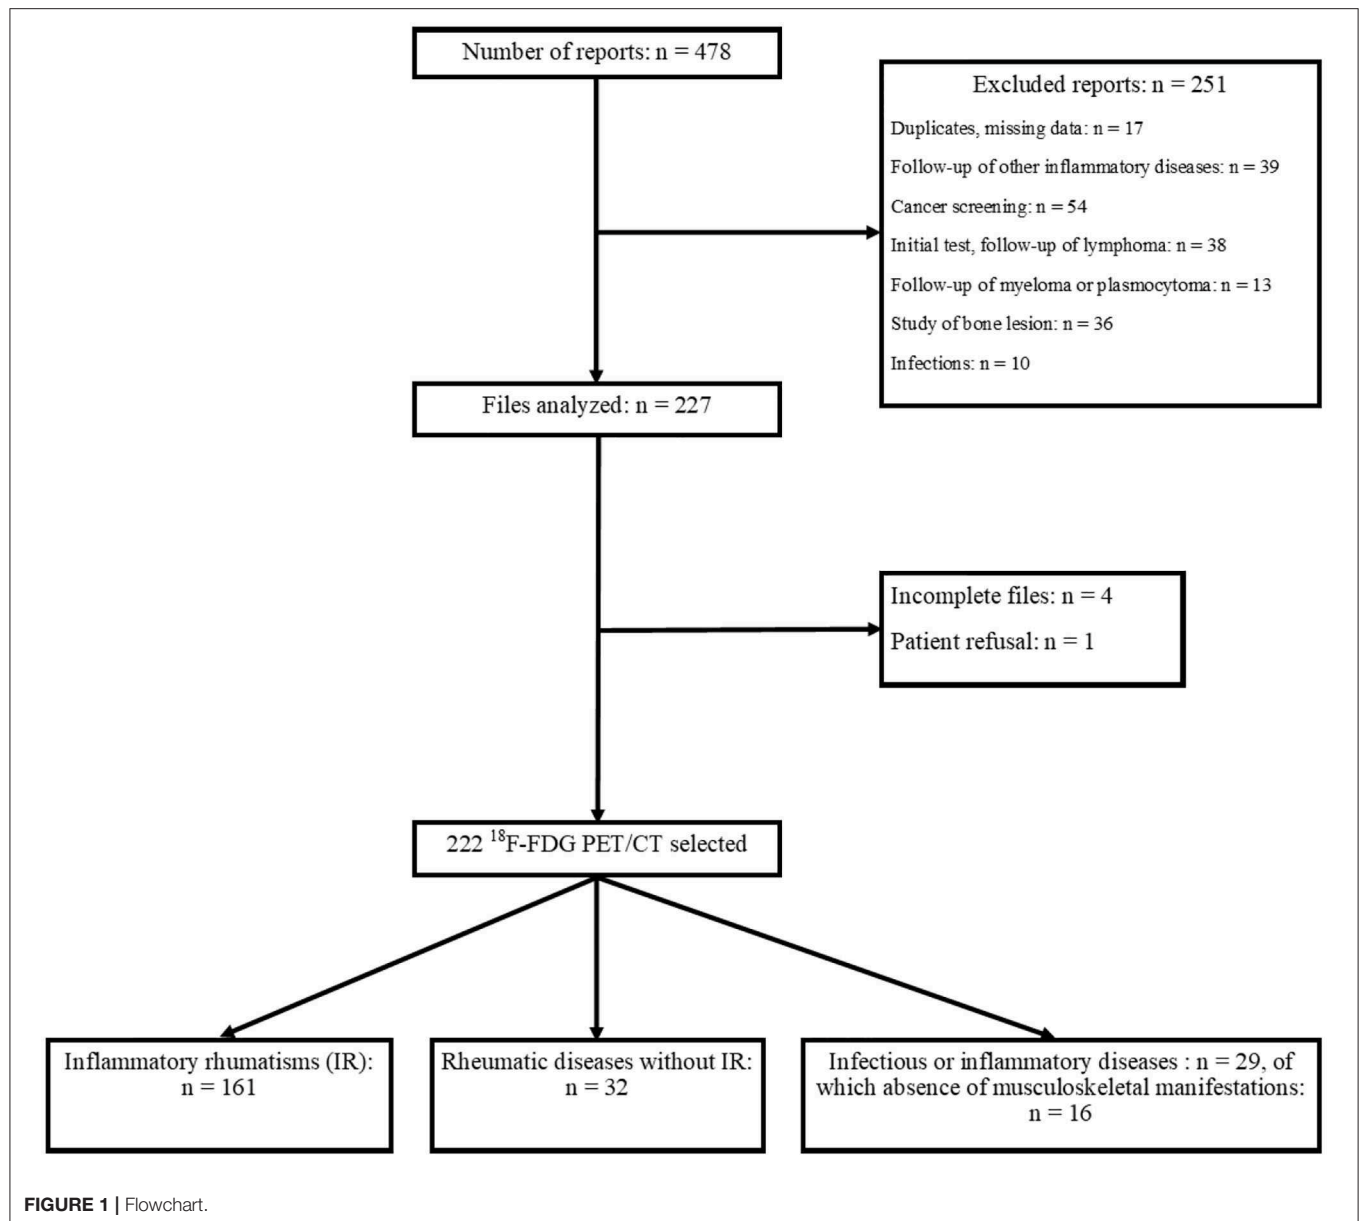 Number of reports: n = 478
Excluded reports: n = 251
Duplicates, missing data: n = 17
Follow-up of other inflammatory diseases: n = 39
Cancer screening: n = 54
Initial test, follow-up of lymphoma: n = 38
Follow-up of myeloma or plasmocytoma: n = 13
Study of bone lesion: n = 36
Infections: n = 10
Files analyzed: n = 227
Incomplete files: n = 4
Patient refusal: n = 1
222 ¹⁸F-FDG PET/CT selected
Inflammatory rhumatisms (IR):
n = 161
Rheumatic diseases without IR:
n = 32
Infectious or inflammatory diseases : n = 29, of
which absence of musculoskeletal manifestations:
n = 16
FIGURE 1 | Flowchart.